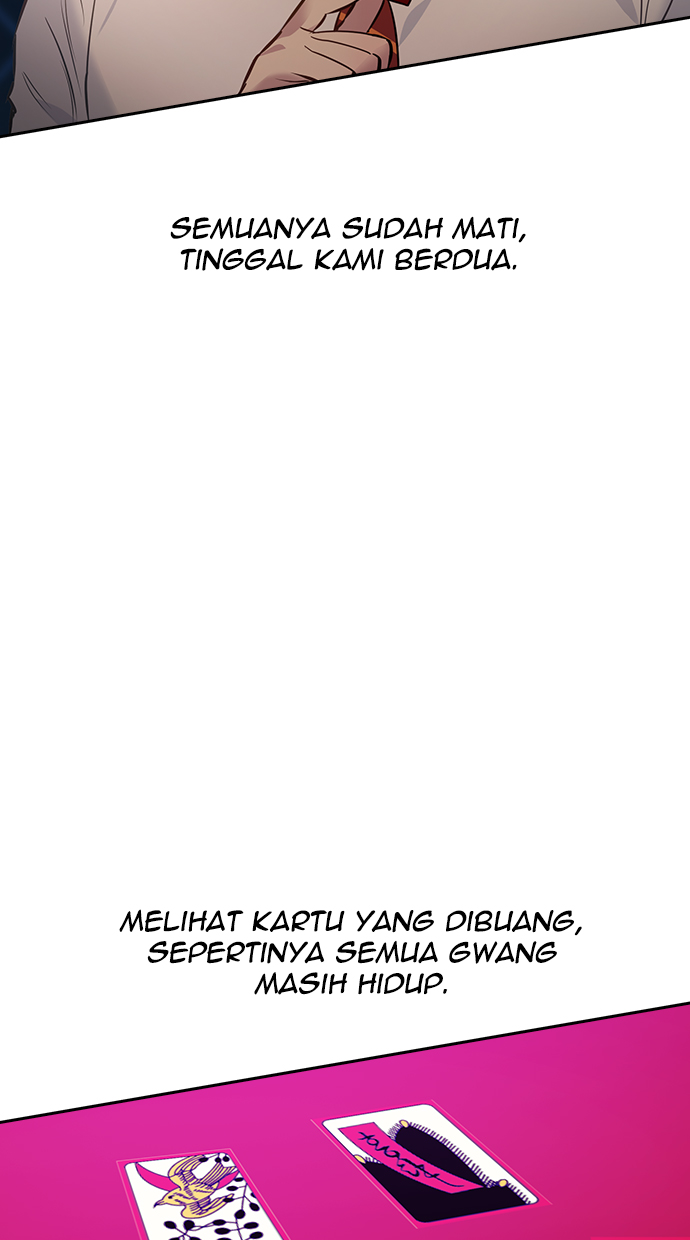 SEMUANYA SUDAH MATI,
TINGGAL KAMI BERDUA.
MELIHAT KARTU YANG DIBUANG,
SEPERTINYA SEMUA GWANG
MASIH HIDUP.